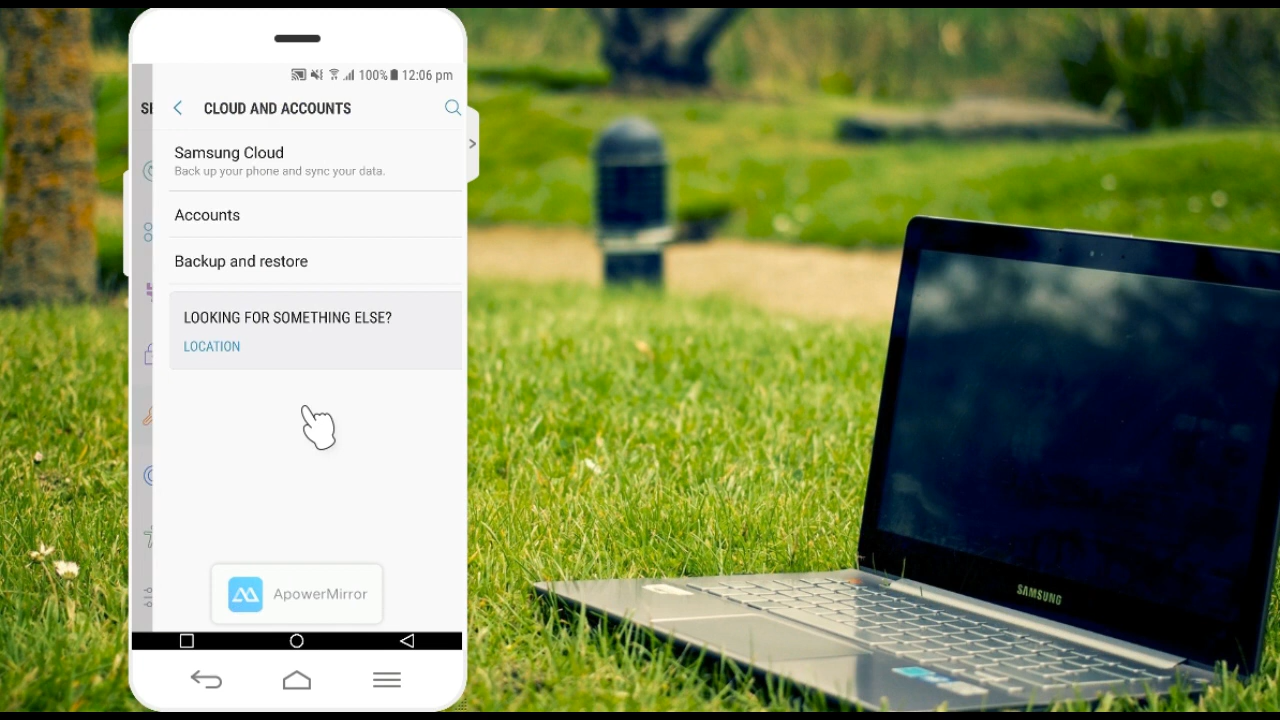 100% 12:06 pm
SE
CLOUD AND ACCOUNTS
Samsung Cloud
Back up your phone and sync your data.
Accounts
Backup and restore
LOOKING FOR SOMETHING ELSE?
LOCATION
ApowerMirror
SAMSUNG